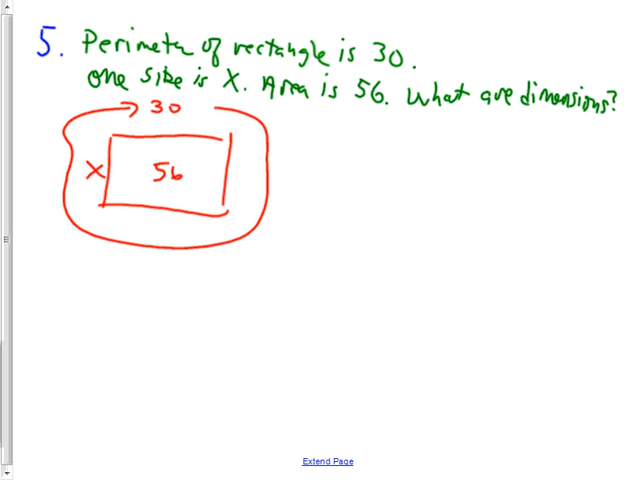 5. Perimeter of rectangle is 30.
One side is X. Area is 56. What are dimensions?
30
X 56
Extend Page